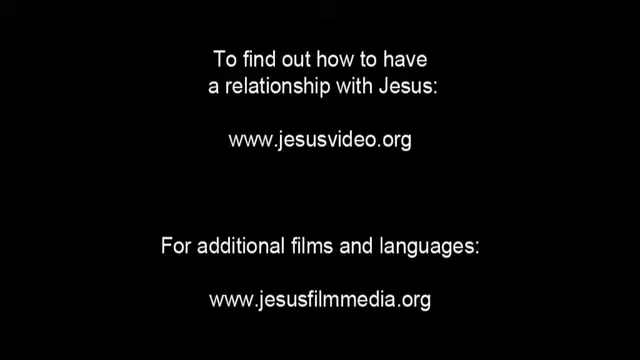 To find out how to have
a relationship with Jesus:
www.jesusvideo.org
For additional films and languages:
www.jesusfilmmedia.org